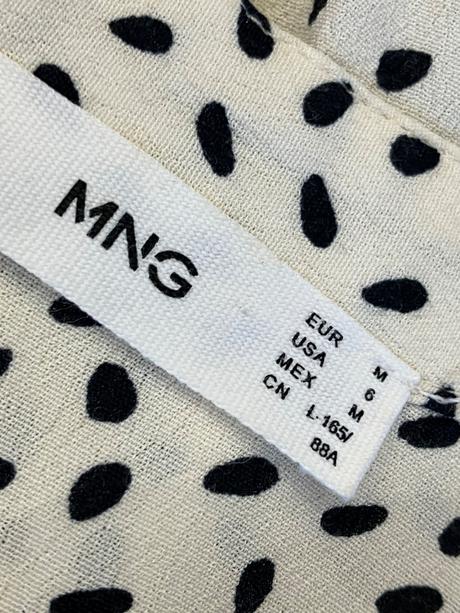 MNG
EUR M
USA 6
MEX M
CN L-165/
88A